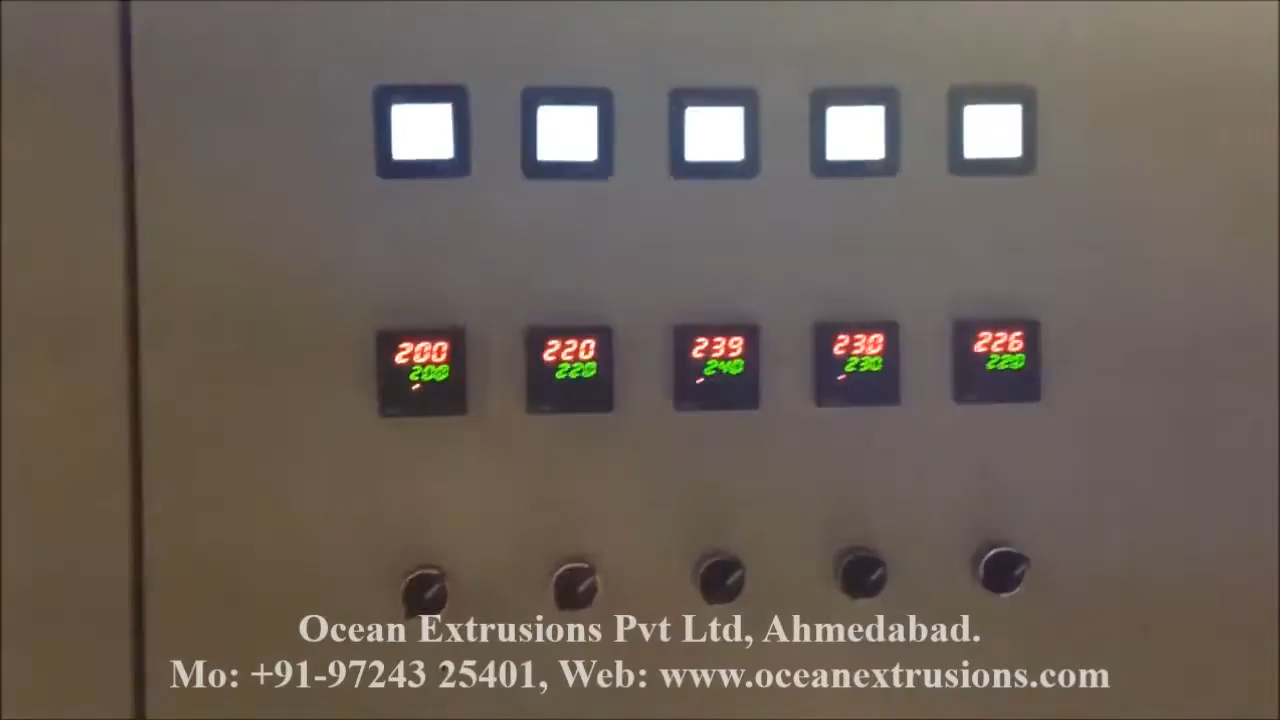 200 220 239 230 226
200 220 240 230 220
Ocean Extrusions Pvt Ltd, Ahmedabad.
Mo: +91-97243 25401, Web: www.oceanextrusions.com